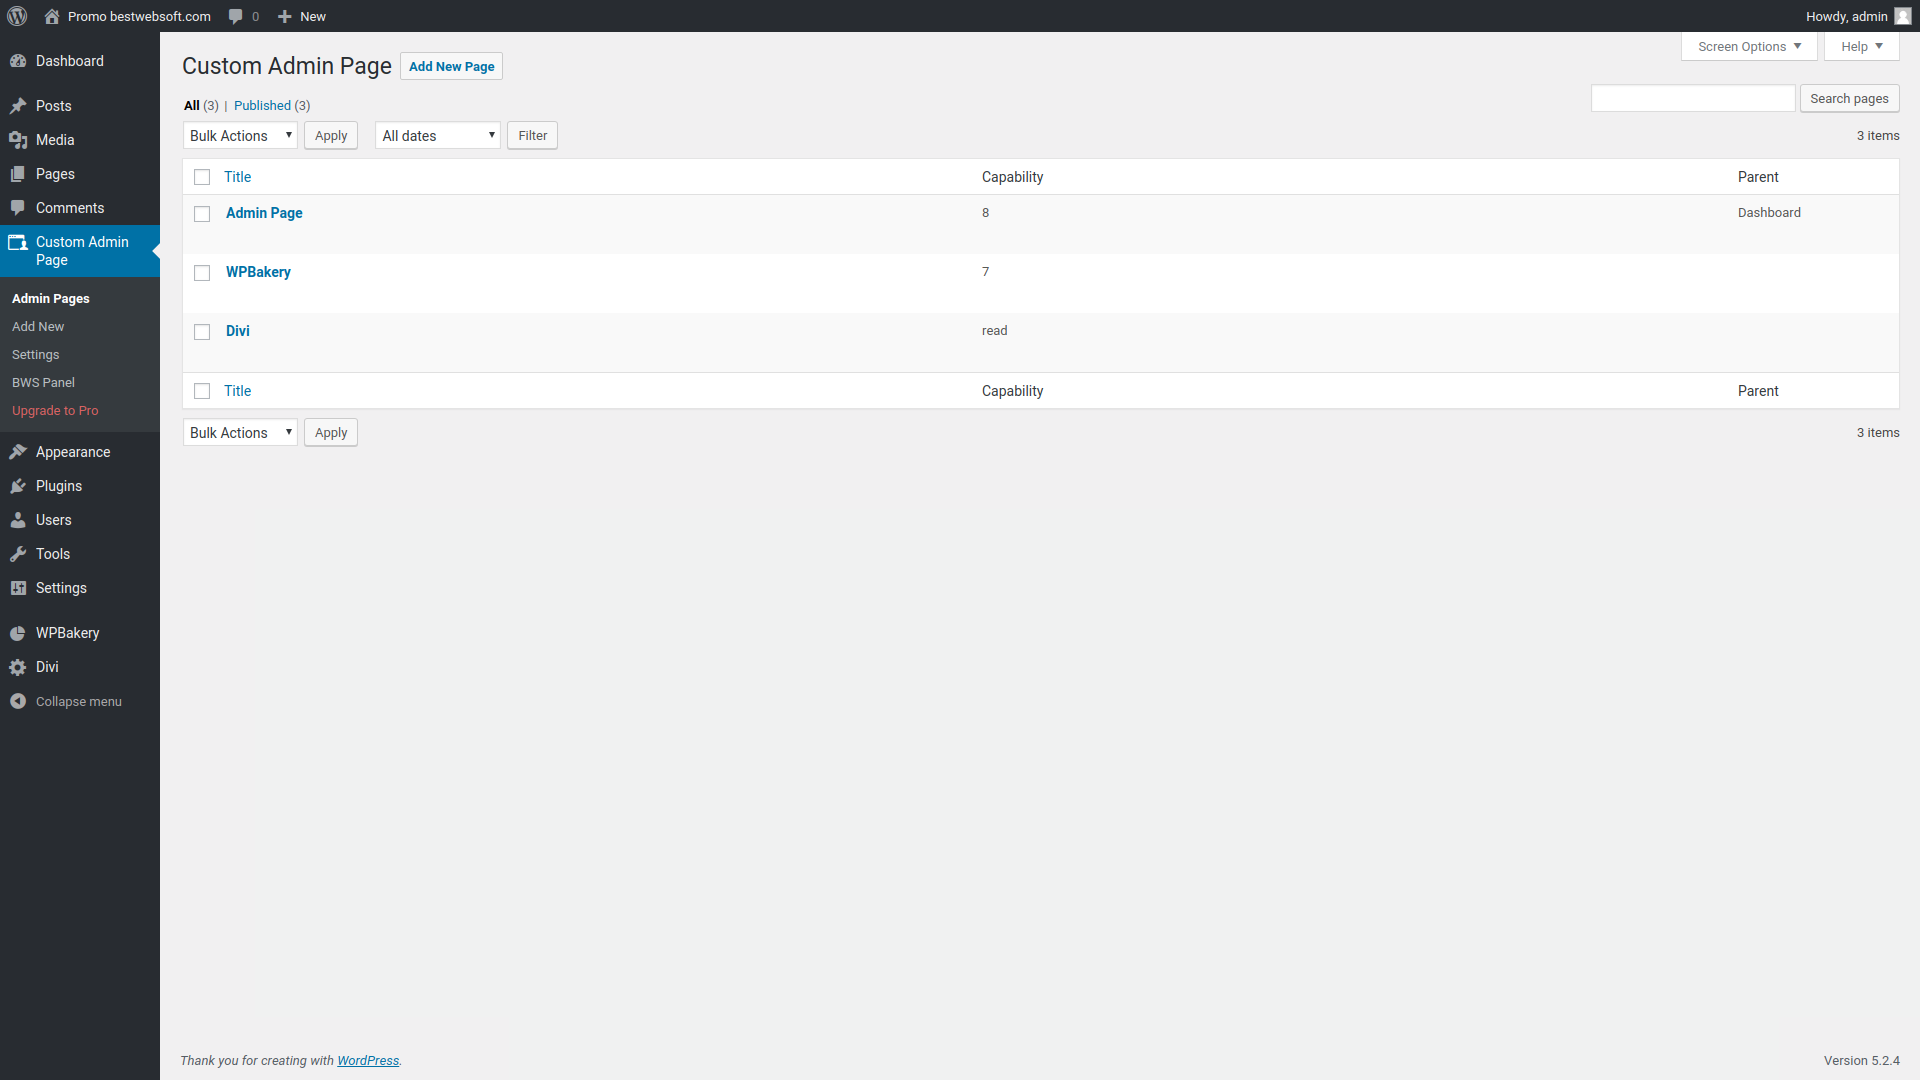 Promo bestwebsoft.com 0 New Howdy, admin
Dashboard
Posts
Media
Pages
Comments
Custom Admin
Page
Admin Pages
Add New
Settings
BWS Panel
Upgrade to Pro
Appearance
Plugins
Users
Tools
Settings
WPBakery
Divi
Collapse menu
Screen Options Help
Custom Admin Page Add New Page
All (3) | Published (3)
Search pages
Bulk Actions Apply All dates Filter 3 items
Title Capability Parent
Admin Page 8 Dashboard
WPBakery 7
Divi read
Title Capability Parent
Bulk Actions Apply 3 items
Thank you for creating with WordPress. Version 5.2.4